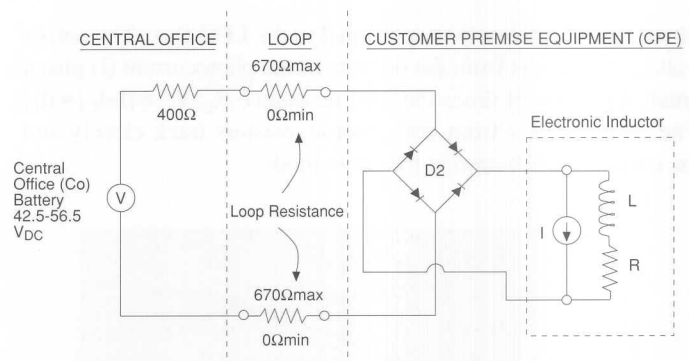 CENTRAL OFFICE
LOOP
CUSTOMER PREMISE EQUIPMENT (CPE)
670Ωmax
400Ω
0Ωmin
Electronic Inductor
D2
Central
Office (Co)
Battery
42.5-56.5
VDC
V
Loop Resistance
I
L
R
670Ωmax
0Ωmin